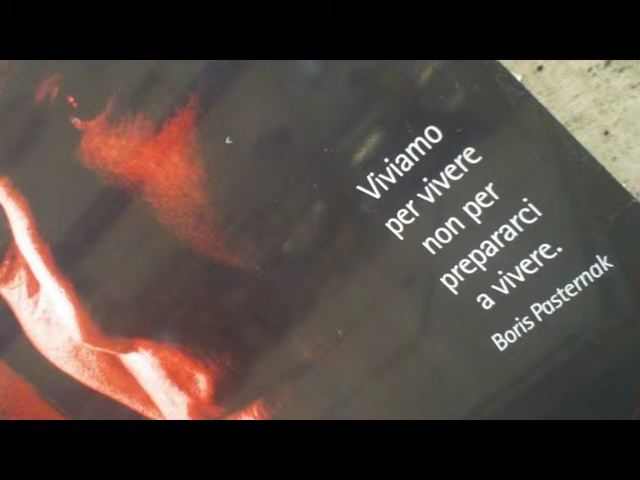 Viviamo
per vivere
non per
prepararci
a vivere.
Boris Pasternak